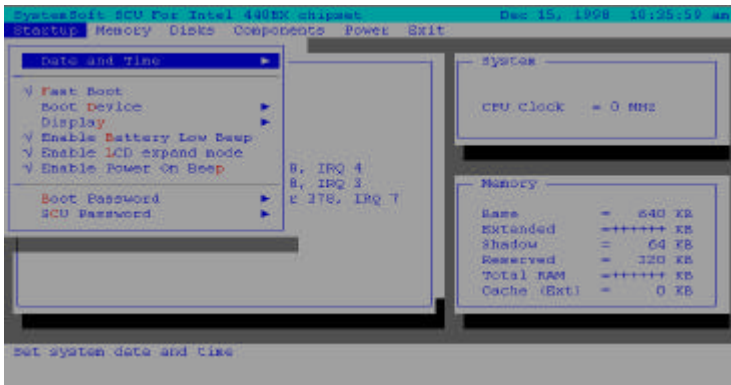 SystemSoft SCU For Intel 440BX chipset Dec 15, 1998 10:35:59 am
Startup Memory Disks Components Power Exit
Date and Time
√ Fast Boot
Boot Device
Display
√ Enable Battery Low Beep
√ Enable LCD expand mode
√ Enable Power On Beep
Boot Password
SCU Password
8, IRQ 4
8, IRQ 3
378, IRQ 7
System
CPU Clock = 0 MHz
Memory
Base = 640 KB
Extended =++++++ KB
Shadow = 64 KB
Reserved = 320 KB
Total RAM =++++++ KB
Cache (Ext) = 0 KB
Set system date and time